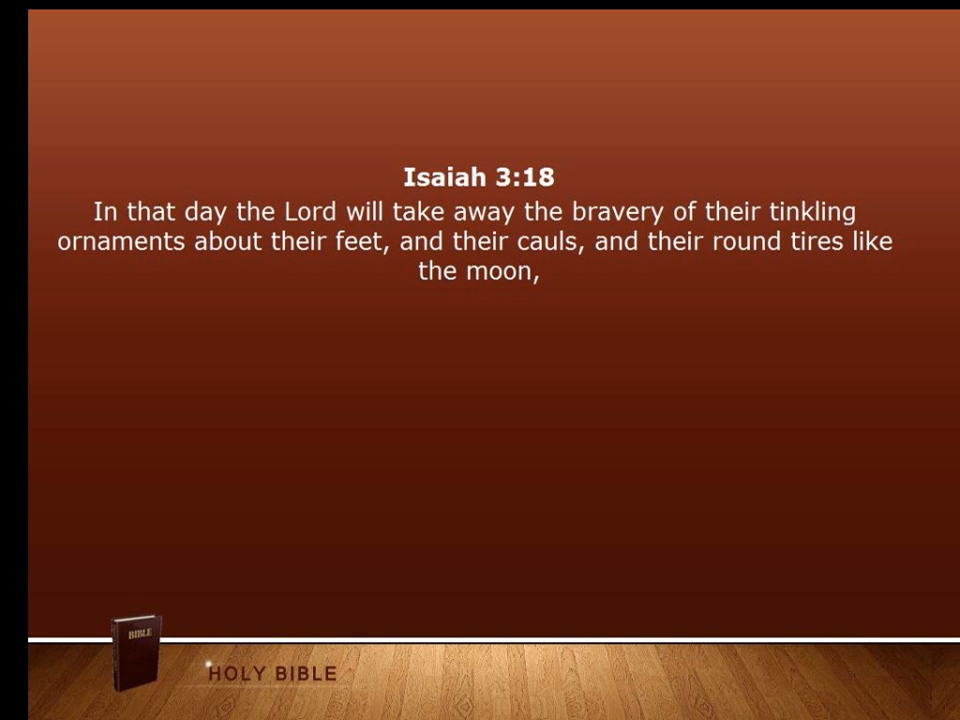 Isaiah 3:18
In that day the Lord will take away the bravery of their tinkling
ornaments about their feet, and their cauls, and their round tires like
the moon,
BIBLE
HOLY BIBLE